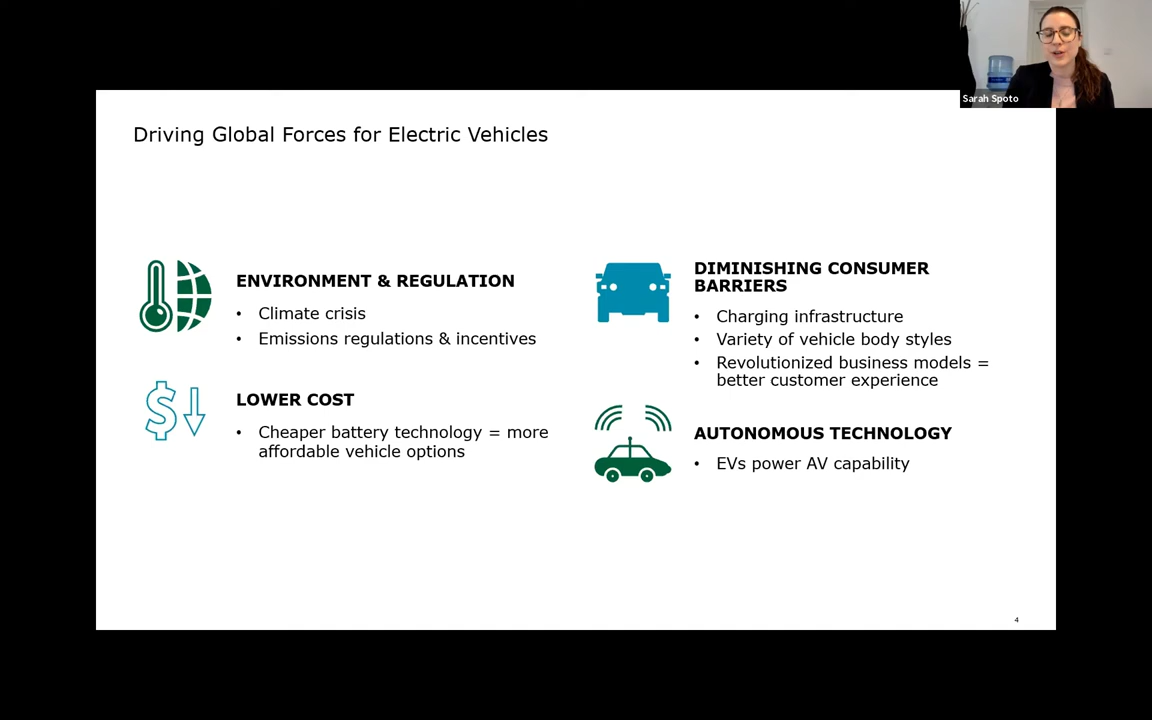 Sarah Spoto
Driving Global Forces for Electric Vehicles
ENVIRONMENT & REGULATION
• Climate crisis
• Emissions regulations & incentives
LOWER COST
• Cheaper battery technology = more
affordable vehicle options
DIMINISHING CONSUMER
BARRIERS
• Charging infrastructure
• Variety of vehicle body styles
• Revolutionized business models =
better customer experience
AUTONOMOUS TECHNOLOGY
• EVs power AV capability
4